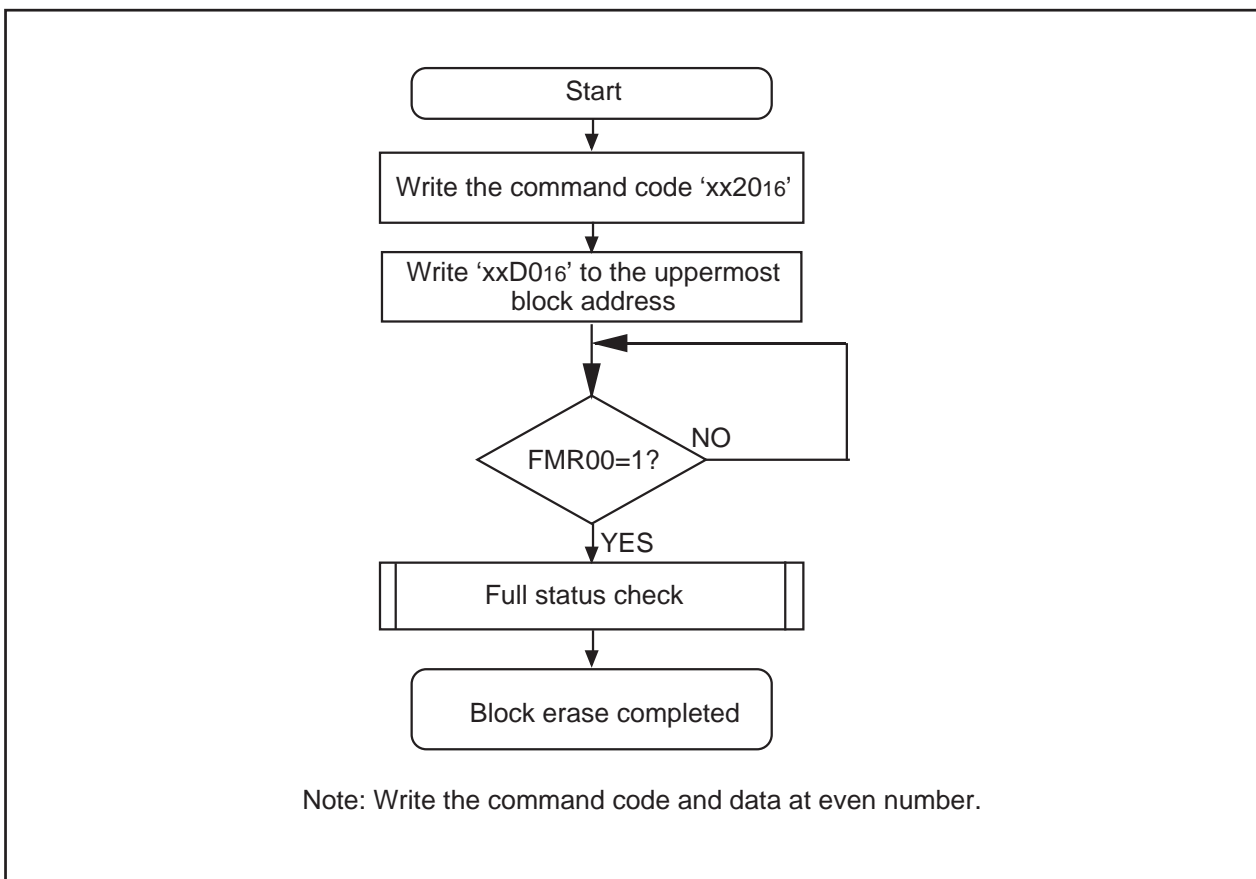 Start
Write the command code ‘xx2016’
Write ‘xxD016’ to the uppermost
block address
NO
FMR00=1?
YES
Full status check
Block erase completed
Note: Write the command code and data at even number.